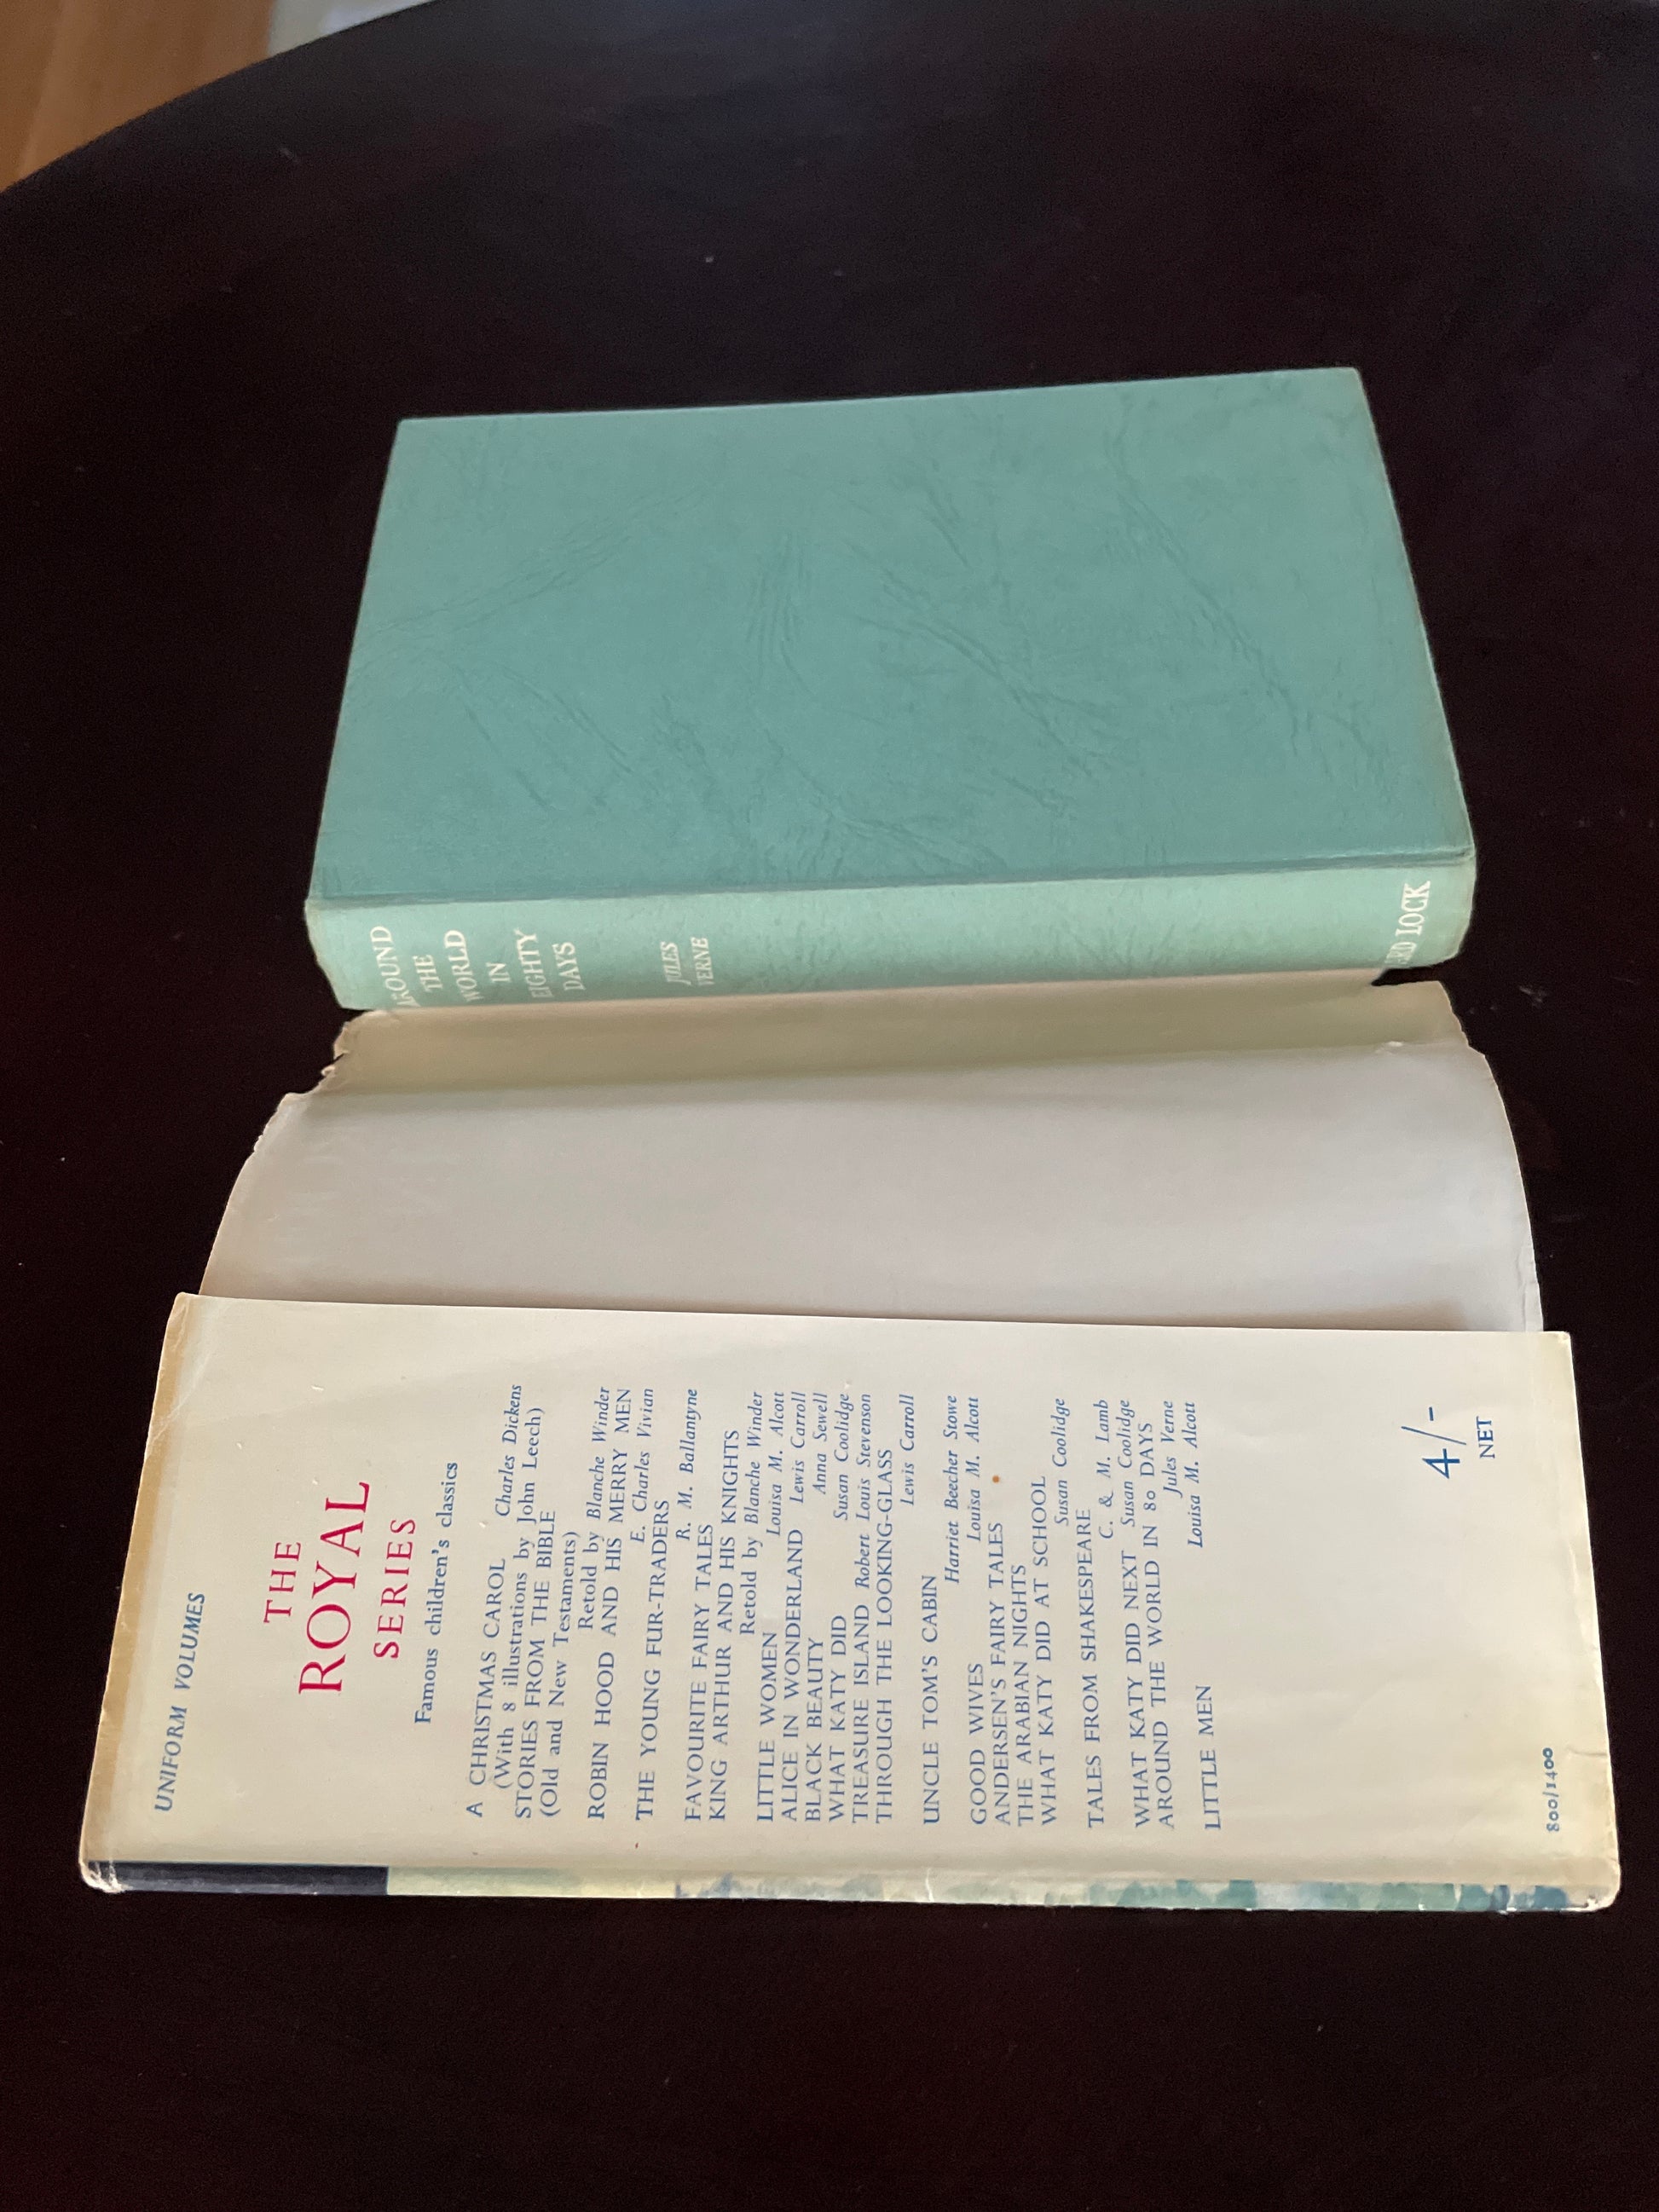 AROUND
THE
WORLD
IN
EIGHTY
DAYS
JULES
VERNE
LOCK
UNIFORM VOLUMES
THE
ROYAL
SERIES
Famous children's classics
A CHRISTMAS CAROL Charles Dickens
(With 8 illustrations by John Leech)
STORIES FROM THE BIBLE
(Old and New Testaments)
Retold by Blanche Winder
ROBIN HOOD AND HIS MERRY MEN
E. Charles Vivian
THE YOUNG FUR-TRADERS
R. M. Ballantyne
FAVOURITE FAIRY TALES
KING ARTHUR AND HIS KNIGHTS
Retold by Blanche Winder
LITTLE WOMEN Louisa M. Alcott
ALICE IN WONDERLAND Lewis Carroll
BLACK BEAUTY Anna Sewell
WHAT KATY DID Susan Coolidge
TREASURE ISLAND Robert Louis Stevenson
THROUGH THE LOOKING-GLASS
Lewis Carroll
UNCLE TOM'S CABIN
Harriet Beecher Stowe
GOOD WIVES Louisa M. Alcott
ANDERSEN'S FAIRY TALES
THE ARABIAN NIGHTS
WHAT KATY DID AT SCHOOL
Susan Coolidge
TALES FROM SHAKESPEARE
C. & M. Lamb
WHAT KATY DID NEXT Susan Coolidge
AROUND THE WORLD IN 80 DAYS
Jules Verne
LITTLE MEN Louisa M. Alcott
4/-
NET
800/1400